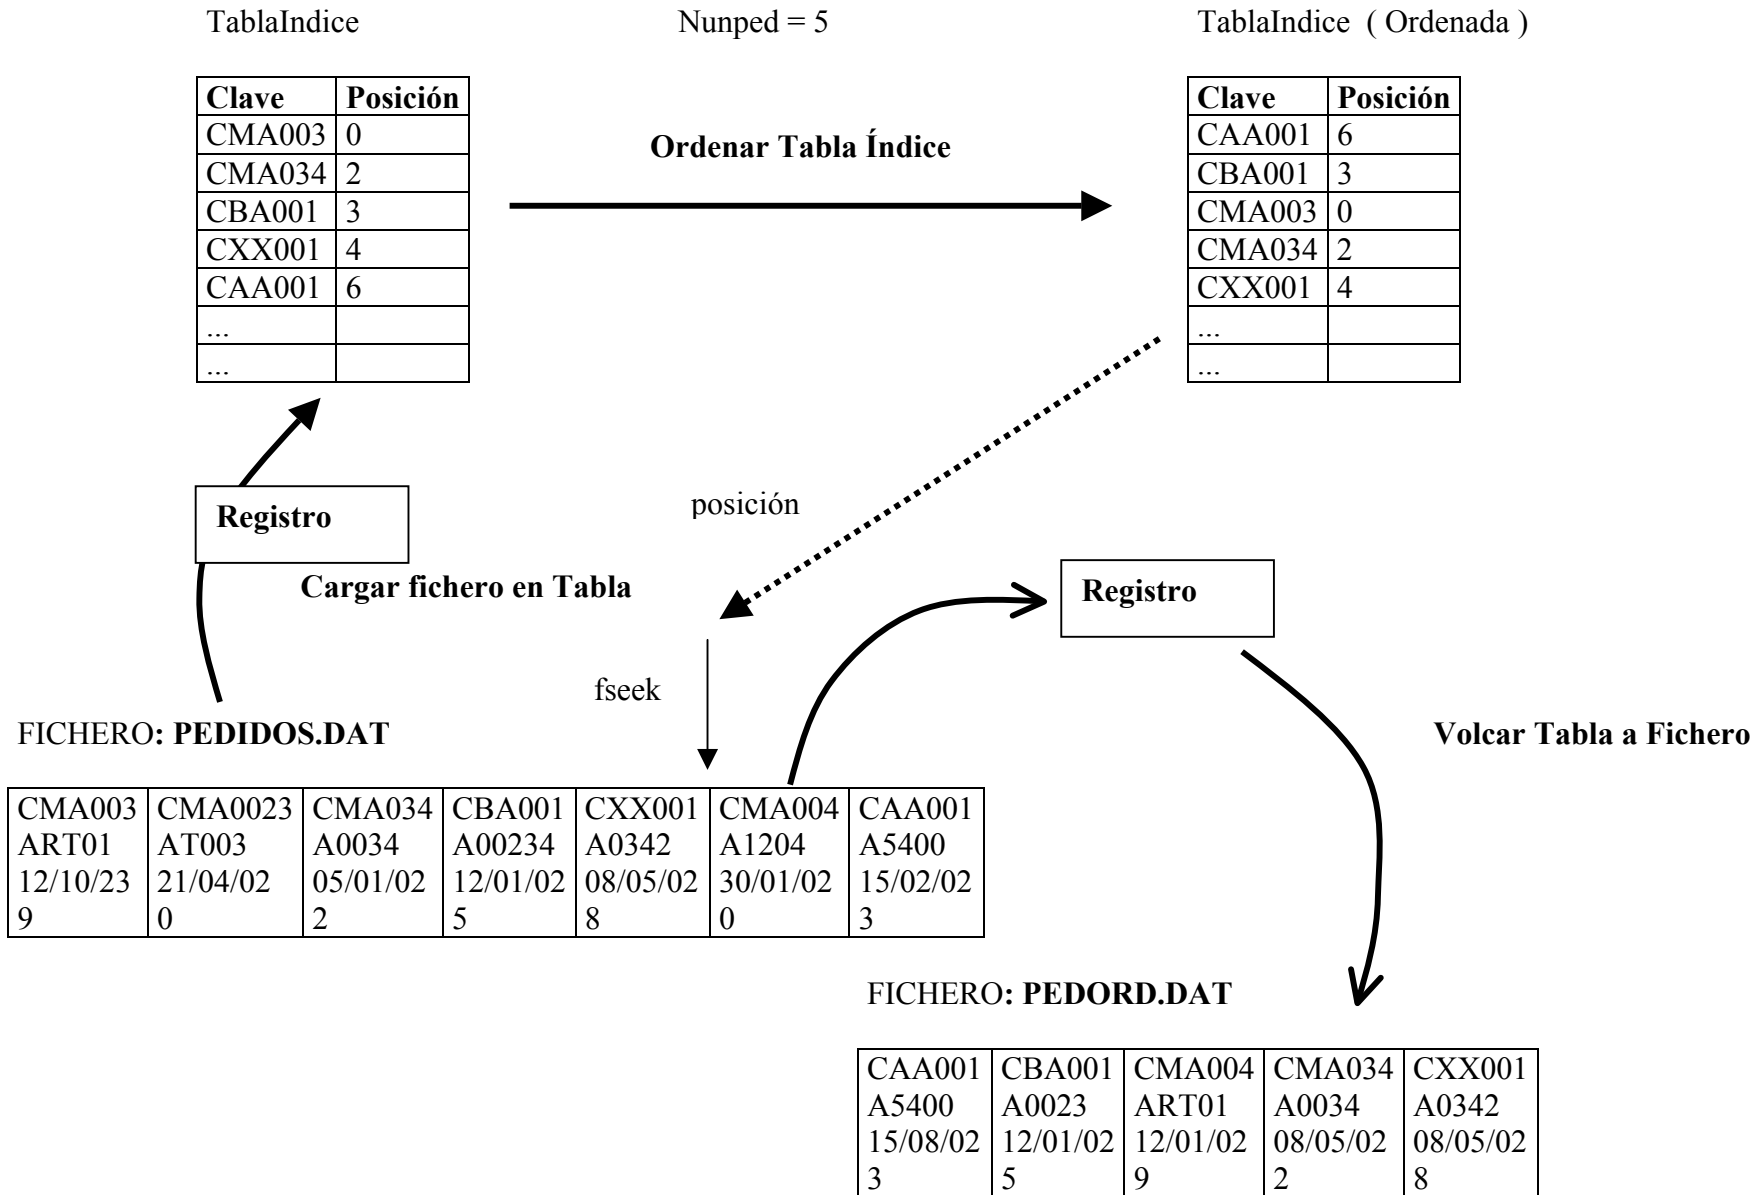 TablaIndice Nunped = 5 TablaIndice ( Ordenada )
Clave Posición
CMA003 0
CMA034 2
CBA001 3
CXX001 4
CAA001 6
...
...
Ordenar Tabla Índice
Clave Posición
CAA001 6
CBA001 3
CMA003 0
CMA034 2
CXX001 4
...
...
Registro
posición
Cargar fichero en Tabla
Registro
fseek
FICHERO: PEDIDOS.DAT
Volcar Tabla a Fichero
CMA003 CMA0023 CMA034 CBA001 CXX001 CMA004 CAA001
ART01 AT003 A0034 A00234 A0342 A1204 A5400
12/10/23 21/04/02 05/01/02 12/01/02 08/05/02 30/01/02 15/02/02
9 0 2 5 8 0 3
FICHERO: PEDORD.DAT
CAA001 CBA001 CMA004 CMA034 CXX001
A5400 A0023 ART01 A0034 A0342
15/08/02 12/01/02 12/01/02 08/05/02 08/05/02
3 5 9 2 8